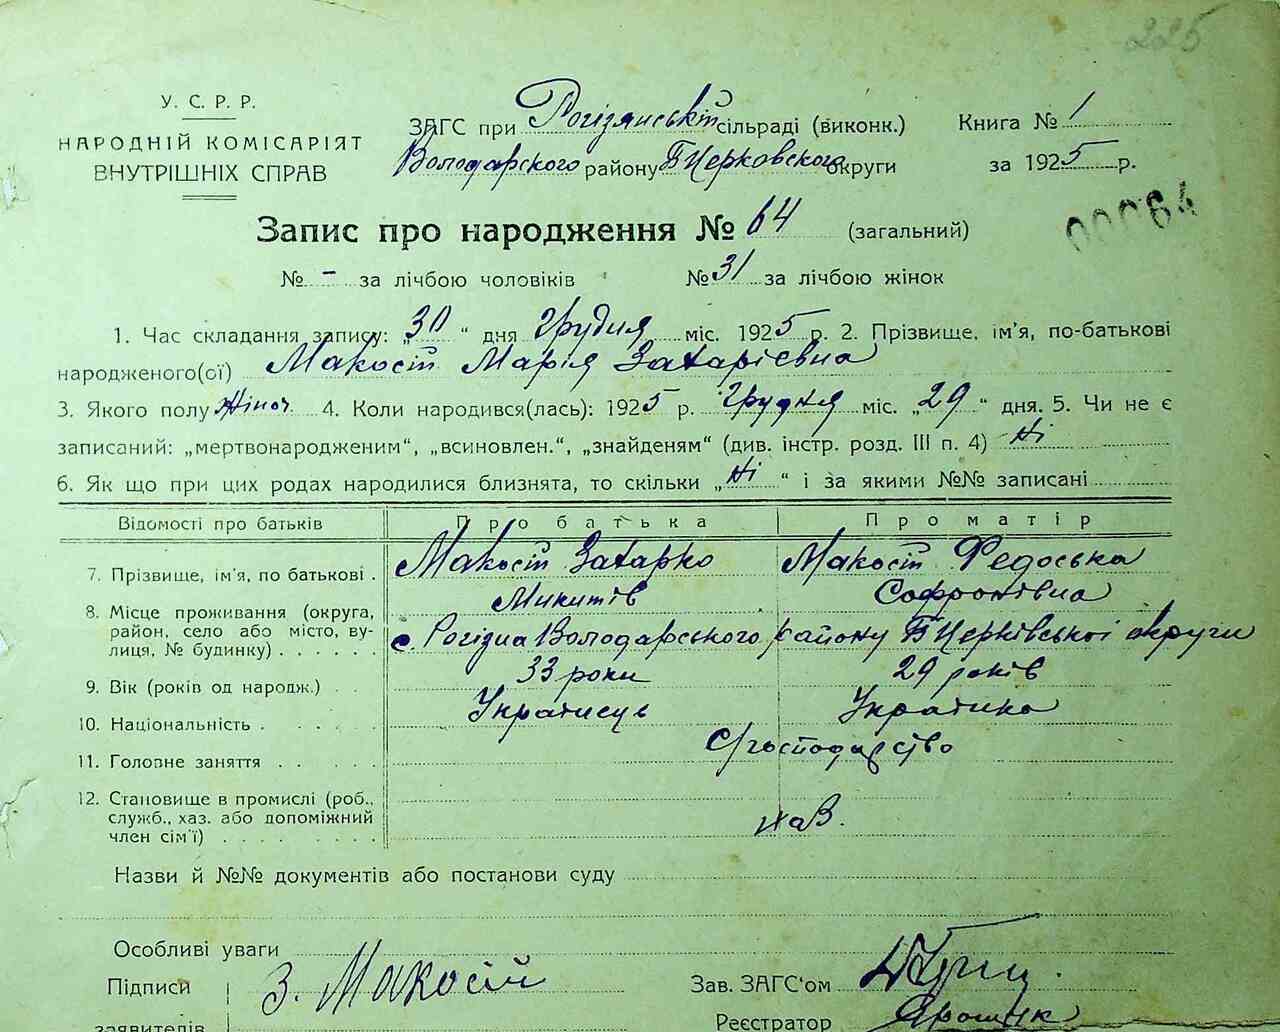 225
У. С. Р. Р.
НАРОДНІЙ КОМІСАРІЯТ
ВНУТРІШНІХ СПРАВ
ЗАГС при Рогізянській сільраді (виконк.)
Володарского району Б Церковского округи
Книга № 1
за 1925 р.
00064
Запис про народження № 64 (загальний)
№ - за лічбою чоловіків № 31 за лічбою жінок
1. Час складання запису: „30“ дня Грудня міс. 1925 р. 2. Прізвище, ім'я, по-батькові
народженого(ої) Макосій Марія Захарієвна
3. Якого полу Жіноч 4. Коли народився(лась): 1925 р. Грудня міс. „29“ дня. 5. Чи не є
записаний: „мертвонародженим“, „всиновлен.“, „знайденям“ (див. інстр. розд. III п. 4) Ні
6. Як що при цих родах народилися близнята, то скільки „Ні“ і за якими №№ записані
Відомості про батьків Про батька Про матір
7. Прізвище, ім'я, по батькові . Макосій Захарко Микитів Макосій Федоська Софронівна
8. Місце проживання (округа,
район, село або місто, ву-
лиця, № будинку) . . . . . . с. Рогізна Володарського району Б Церківської округи
9. Вік (років од народж.) . . 33 роки 29 років
10. Національність . . . . . Українець Українка
11. Головне заняття . . . . . С/господарство
12. Становище в промислі (роб.,
служб., хаз. або допоміжний
член сім'ї) . . . . . . . . хаз.
Назви й №№ документів або постанови суду
Особливі уваги
Підписи З. Макосій Зав. ЗАГС'ом
заявителів Реєстратор